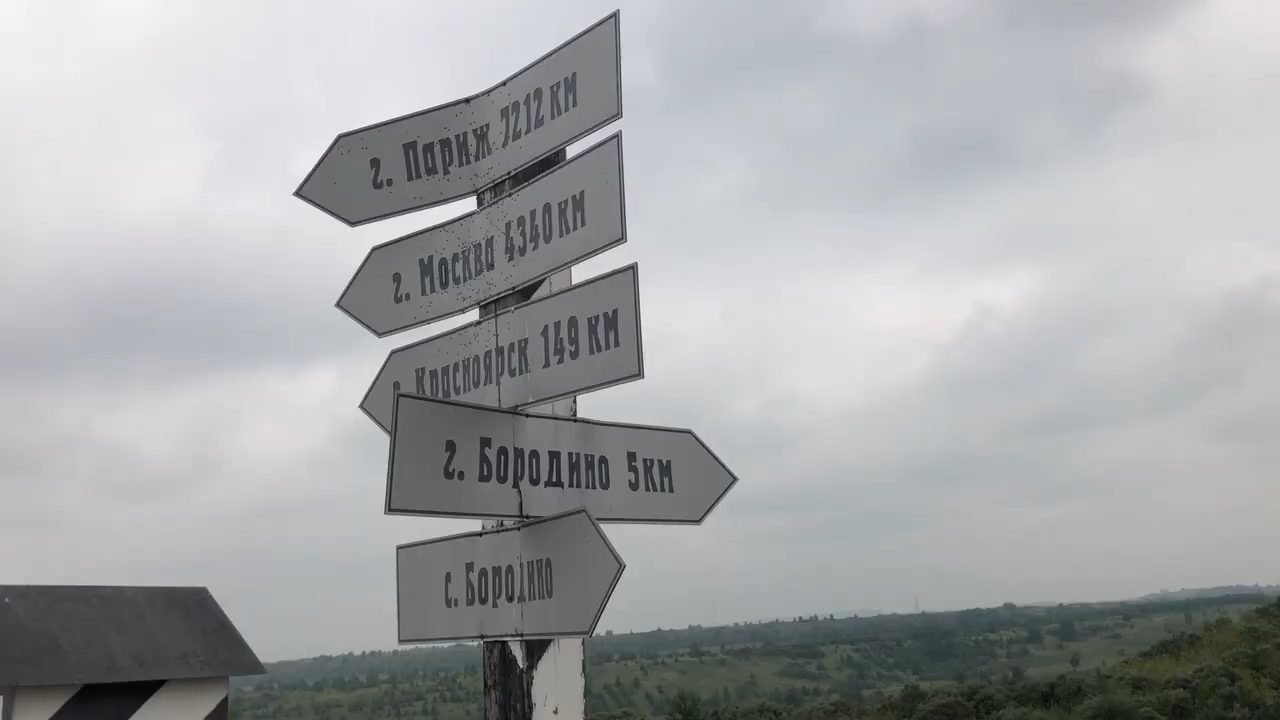 г. Париж 7212 км
г. Москва 4340 км
г. Красноярск 149 км
г. Бородино 5км
с. Бородино